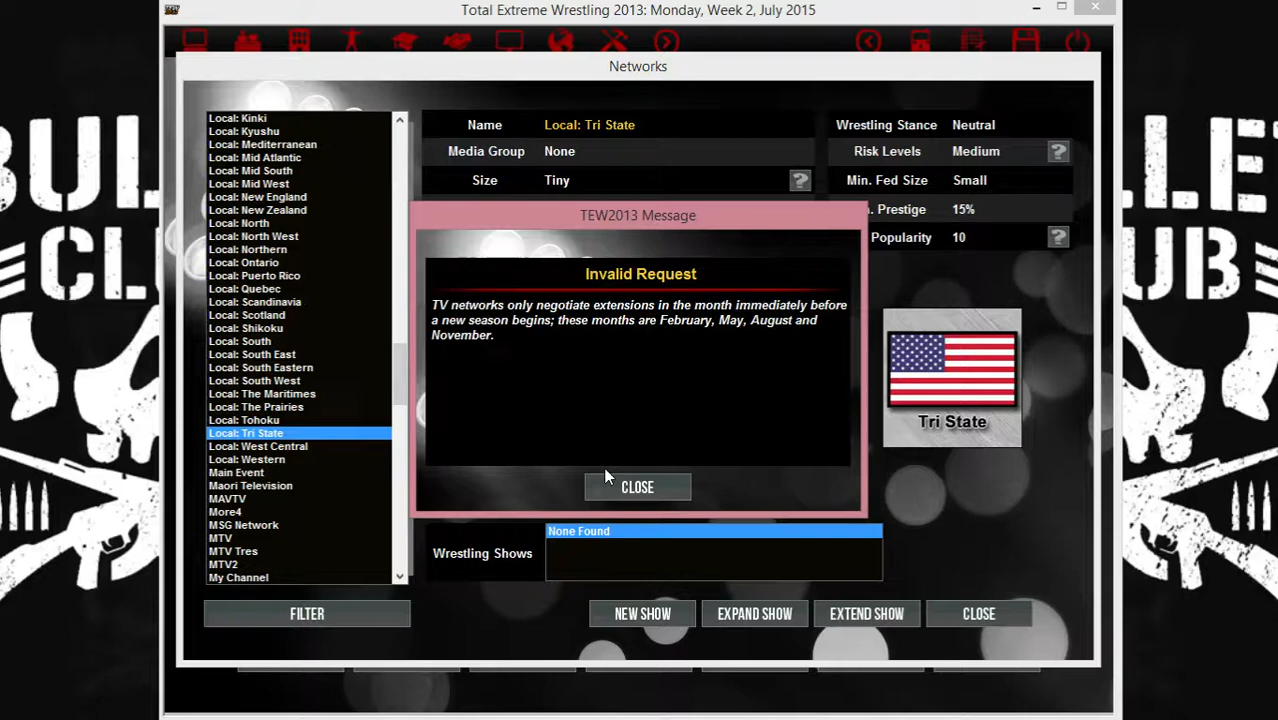 Total Extreme Wrestling 2013: Monday, Week 2, July 2015
Networks
Local: Kinki
Local: Kyushu
Local: Mediterranean
Local: Mid Atlantic
Local: Mid South
Local: Mid West
Local: New England
Local: New Zealand
Local: North
Local: North West
Local: Northern
Local: Ontario
Local: Puerto Rico
Local: Quebec
Local: Scandinavia
Local: Scotland
Local: Shikoku
Local: South
Local: South East
Local: South Eastern
Local: South West
Local: The Maritimes
Local: The Prairies
Local: Tohoku
Local: Tri State
Local: West Central
Local: Western
Main Event
Maori Television
MAVTV
More4
MSG Network
MTV
MTV Tres
MTV2
My Channel
FILTER
Name Local: Tri State
Media Group None
Size Tiny ?
Wrestling Stance Neutral
Risk Levels Medium ?
Min. Fed Size Small
. Prestige 15%
Popularity 10 ?
TEW2013 Message
Invalid Request
TV networks only negotiate extensions in the month immediately before
a new season begins; these months are February, May, August and
November.
CLOSE
Tri State
Wrestling Shows None Found
NEW SHOW EXPAND SHOW EXTEND SHOW CLOSE
BUL
CLU
LET
UB